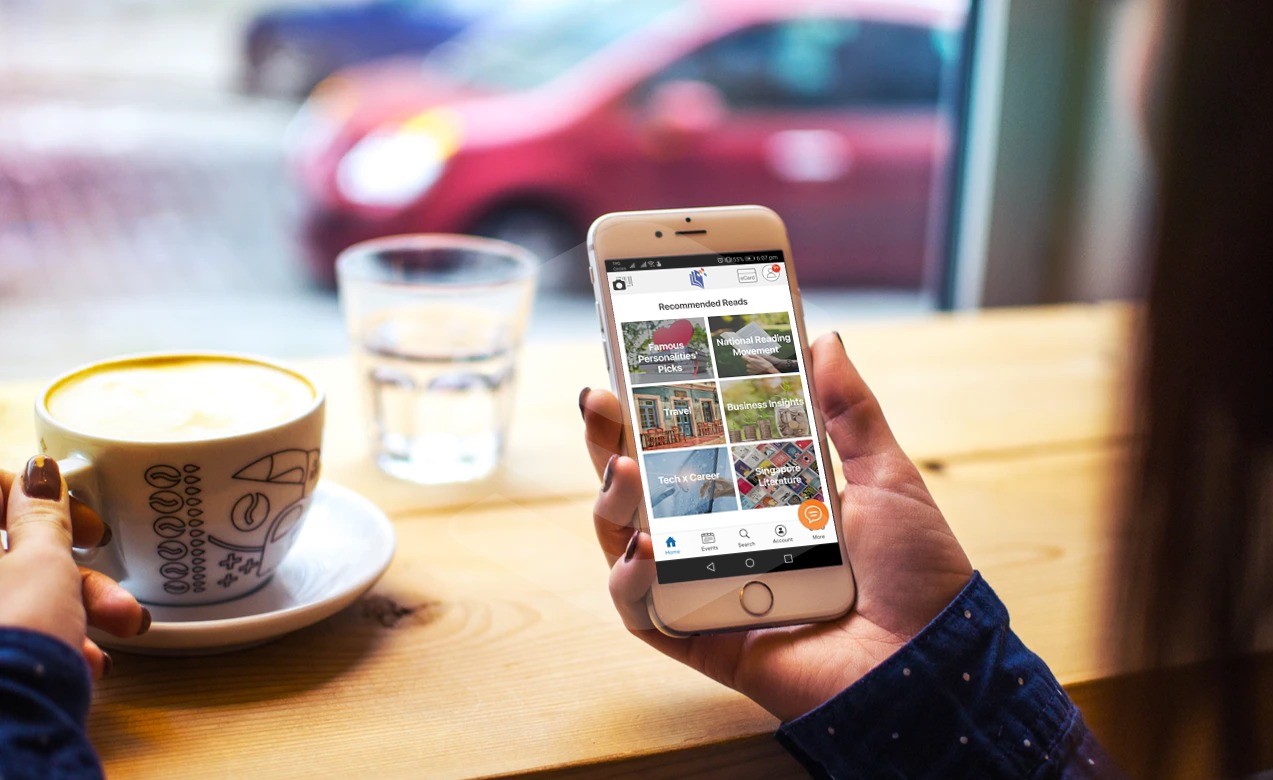 51% 6:07 pm
eCard
Recommended Reads
Famous
Personalities'
Picks
National Reading
Movement
Travel
Business Insights
Tech x Career
Singapore
Literature
Home
Events
Search
Account
More